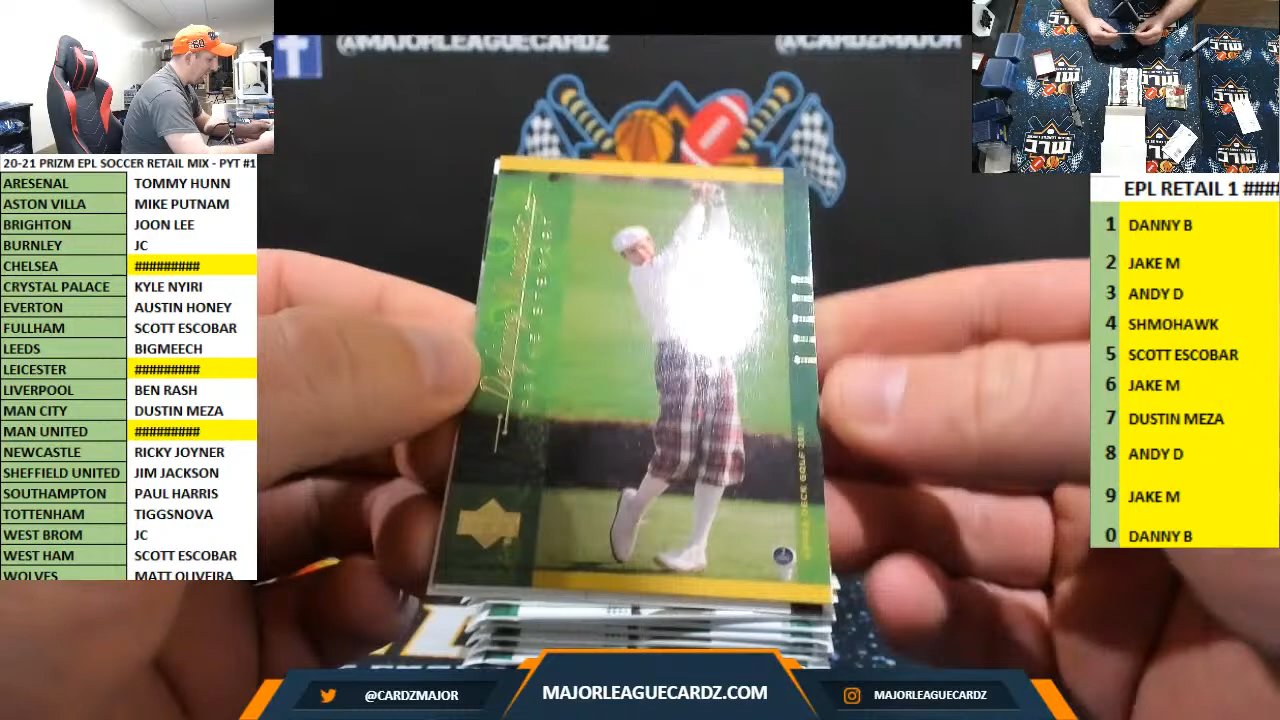 @MAJORLEAGUECARDZ
@CARDZMAJOR
20-21 PRIZM EPL SOCCER RETAIL MIX - PYT #1
ARESENAL TOMMY HUNN
ASTON VILLA MIKE PUTNAM
BRIGHTON JOON LEE
BURNLEY JC
CHELSEA #########
CRYSTAL PALACE KYLE NYIRI
EVERTON AUSTIN HONEY
FULLHAM SCOTT ESCOBAR
LEEDS BIGMEECH
LEICESTER #########
LIVERPOOL BEN RASH
MAN CITY DUSTIN MEZA
MAN UNITED #########
NEWCASTLE RICKY JOYNER
SHEFFIELD UNITED JIM JACKSON
SOUTHAMPTON PAUL HARRIS
TOTTENHAM TIGGSNOVA
WEST BROM JC
WEST HAM SCOTT ESCOBAR
WOLVES MATT OLIVEIRA
EPL RETAIL 1 ####
1 DANNY B
2 JAKE M
3 ANDY D
4 SHMOHAWK
5 SCOTT ESCOBAR
6 JAKE M
7 DUSTIN MEZA
8 ANDY D
9 JAKE M
0 DANNY B
@CARDZMAJOR
MAJORLEAGUECARDZ.COM
MAJORLEAGUECARDZ